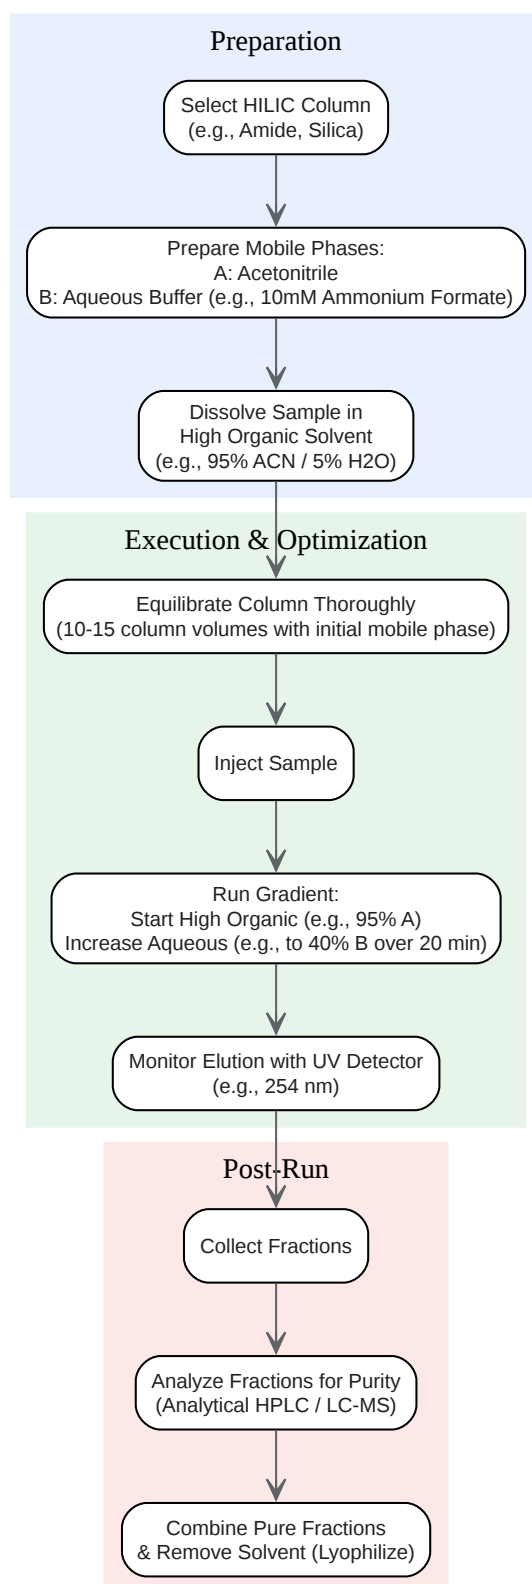 Preparation
Select HILIC Column
(e.g., Amide, Silica)
Prepare Mobile Phases:
A: Acetonitrile
B: Aqueous Buffer (e.g., 10mM Ammonium Formate)
Dissolve Sample in
High Organic Solvent
(e.g., 95% ACN / 5% H2O)
Execution & Optimization
Equilibrate Column Thoroughly
(10-15 column volumes with initial mobile phase)
Inject Sample
Run Gradient:
Start High Organic (e.g., 95% A)
Increase Aqueous (e.g., to 40% B over 20 min)
Monitor Elution with UV Detector
(e.g., 254 nm)
Post-Run
Collect Fractions
Analyze Fractions for Purity
(Analytical HPLC / LC-MS)
Combine Pure Fractions
& Remove Solvent (Lyophilize)